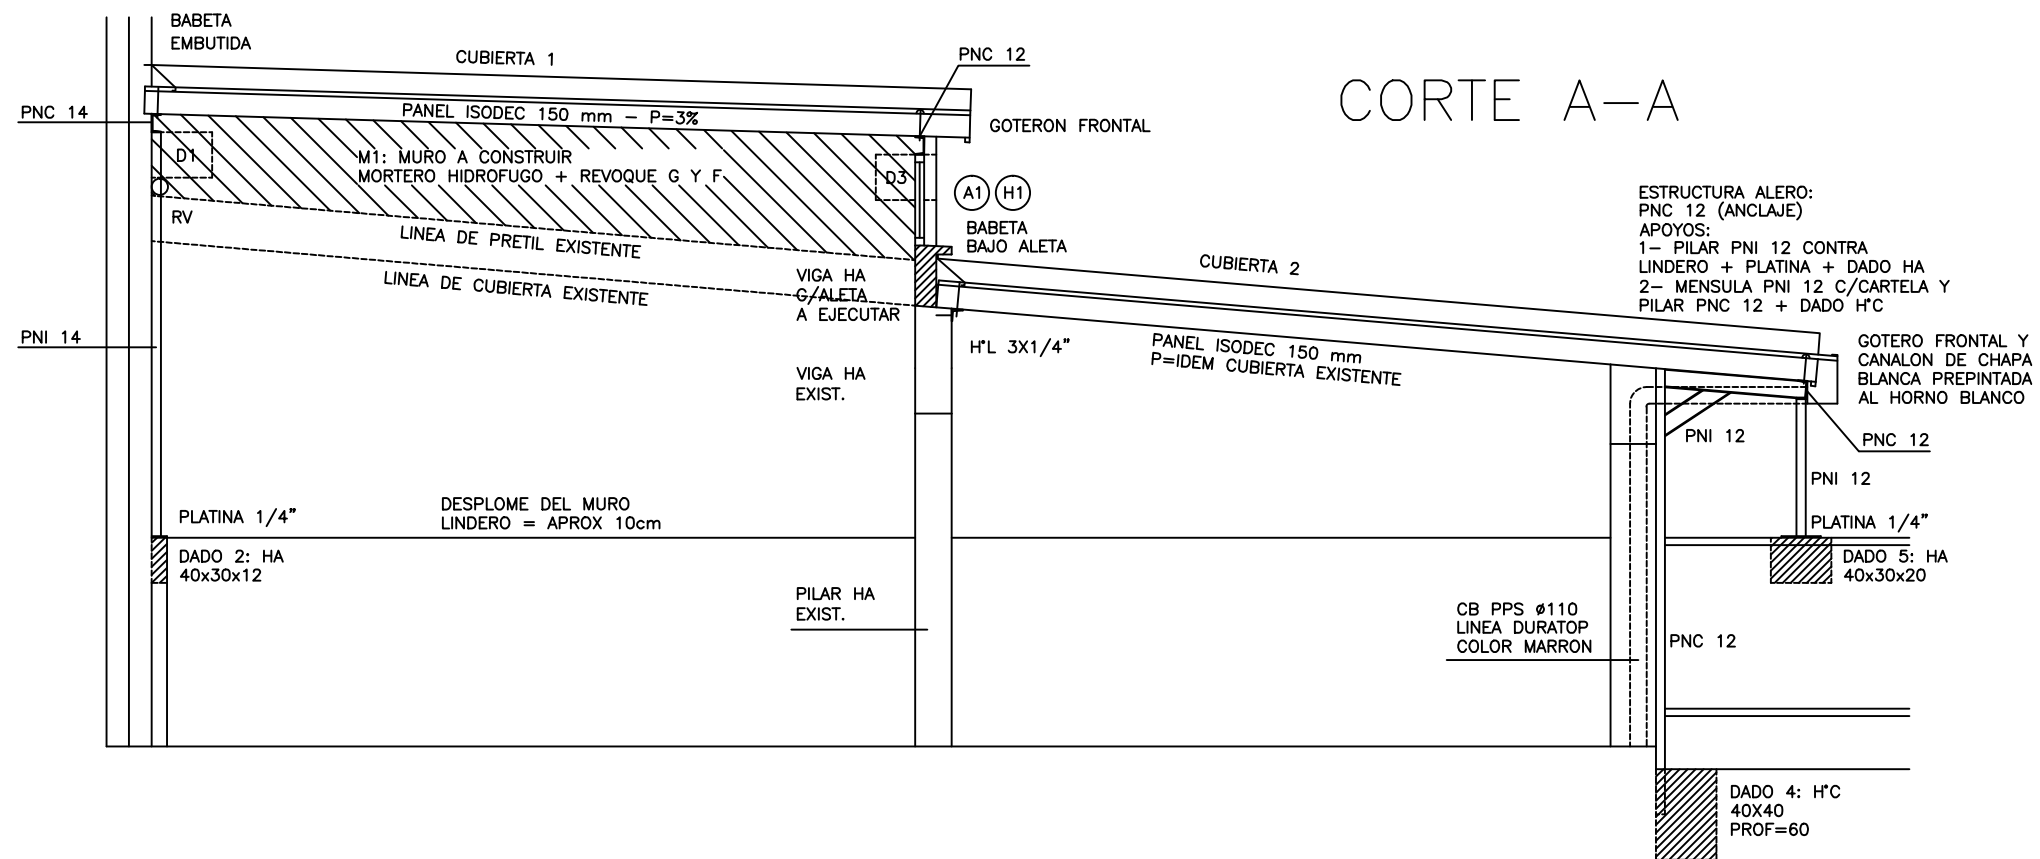 BABETA
EMBUTIDA
CUBIERTA 1
PNC 12
CORTE A-A
PNC 14
PANEL ISODEC 150 mm - P=3%
GOTERON FRONTAL
D1
M1: MURO A CONSTRUIR
MORTERO HIDROFUGO + REVOQUE G Y F
D3
A1
H1
RV
LINEA DE PRETIL EXISTENTE
BABETA
BAJO ALETA
ESTRUCTURA ALERO:
PNC 12 (ANCLAJE)
APOYOS:
1- PILAR PNI 12 CONTRA
LINDERO + PLATINA + DADO HA
2- MENSULA PNI 12 C/CARTELA Y
PILAR PNC 12 + DADO H°C
LINEA DE CUBIERTA EXISTENTE
VIGA HA
C/ALETA
A EJECUTAR
CUBIERTA 2
PNI 14
H°L 3X1/4"
PANEL ISODEC 150 mm
P=IDEM CUBIERTA EXISTENTE
GOTERO FRONTAL Y
CANALON DE CHAPA
BLANCA PREPINTADA
AL HORNO BLANCO
VIGA HA
EXIST.
PNI 12
PNC 12
PNI 12
PLATINA 1/4"
DESPLOME DEL MURO
LINDERO = APROX 10cm
PLATINA 1/4"
DADO 2: HA
40x30x12
DADO 5: HA
40x30x20
PILAR HA
EXIST.
CB PPS ø110
LINEA DURATOP
COLOR MARRON
PNC 12
DADO 4: H°C
40X40
PROF=60